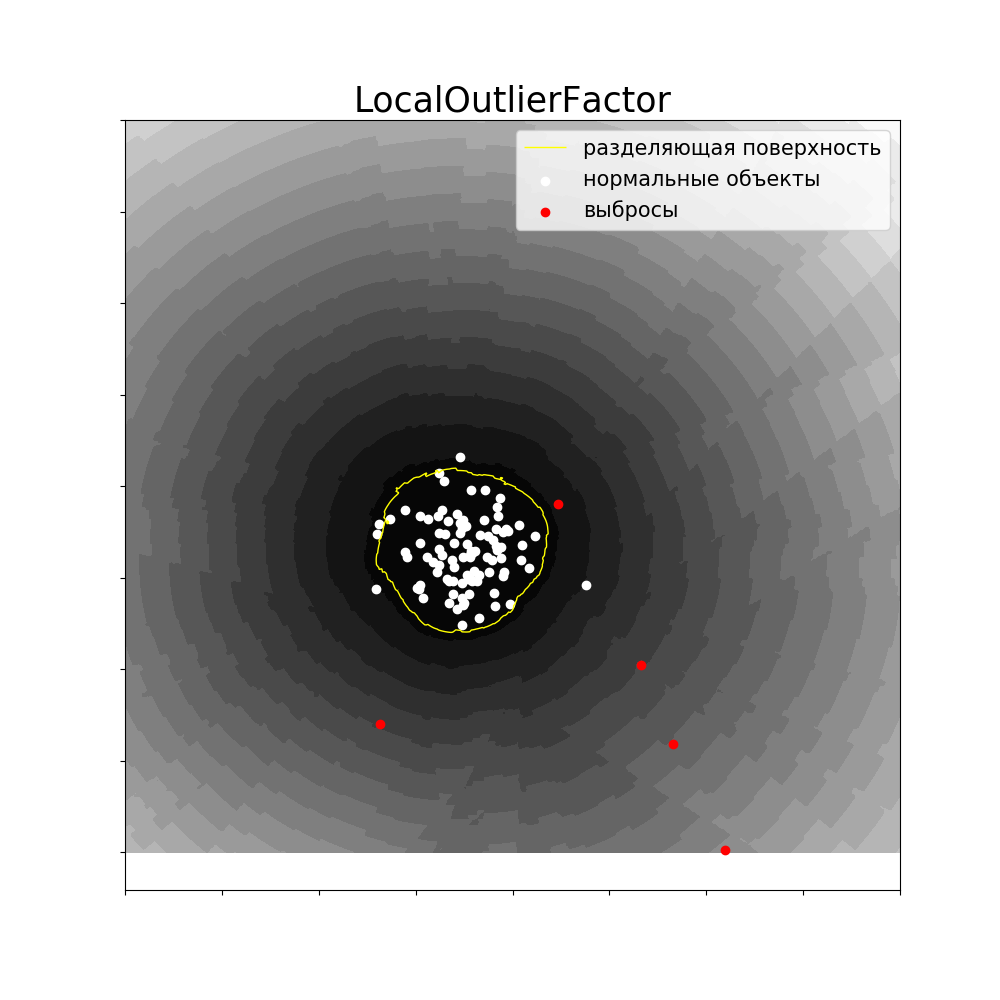 LocalOutlierFactor
разделяющая поверхность
нормальные объекты
выбросы